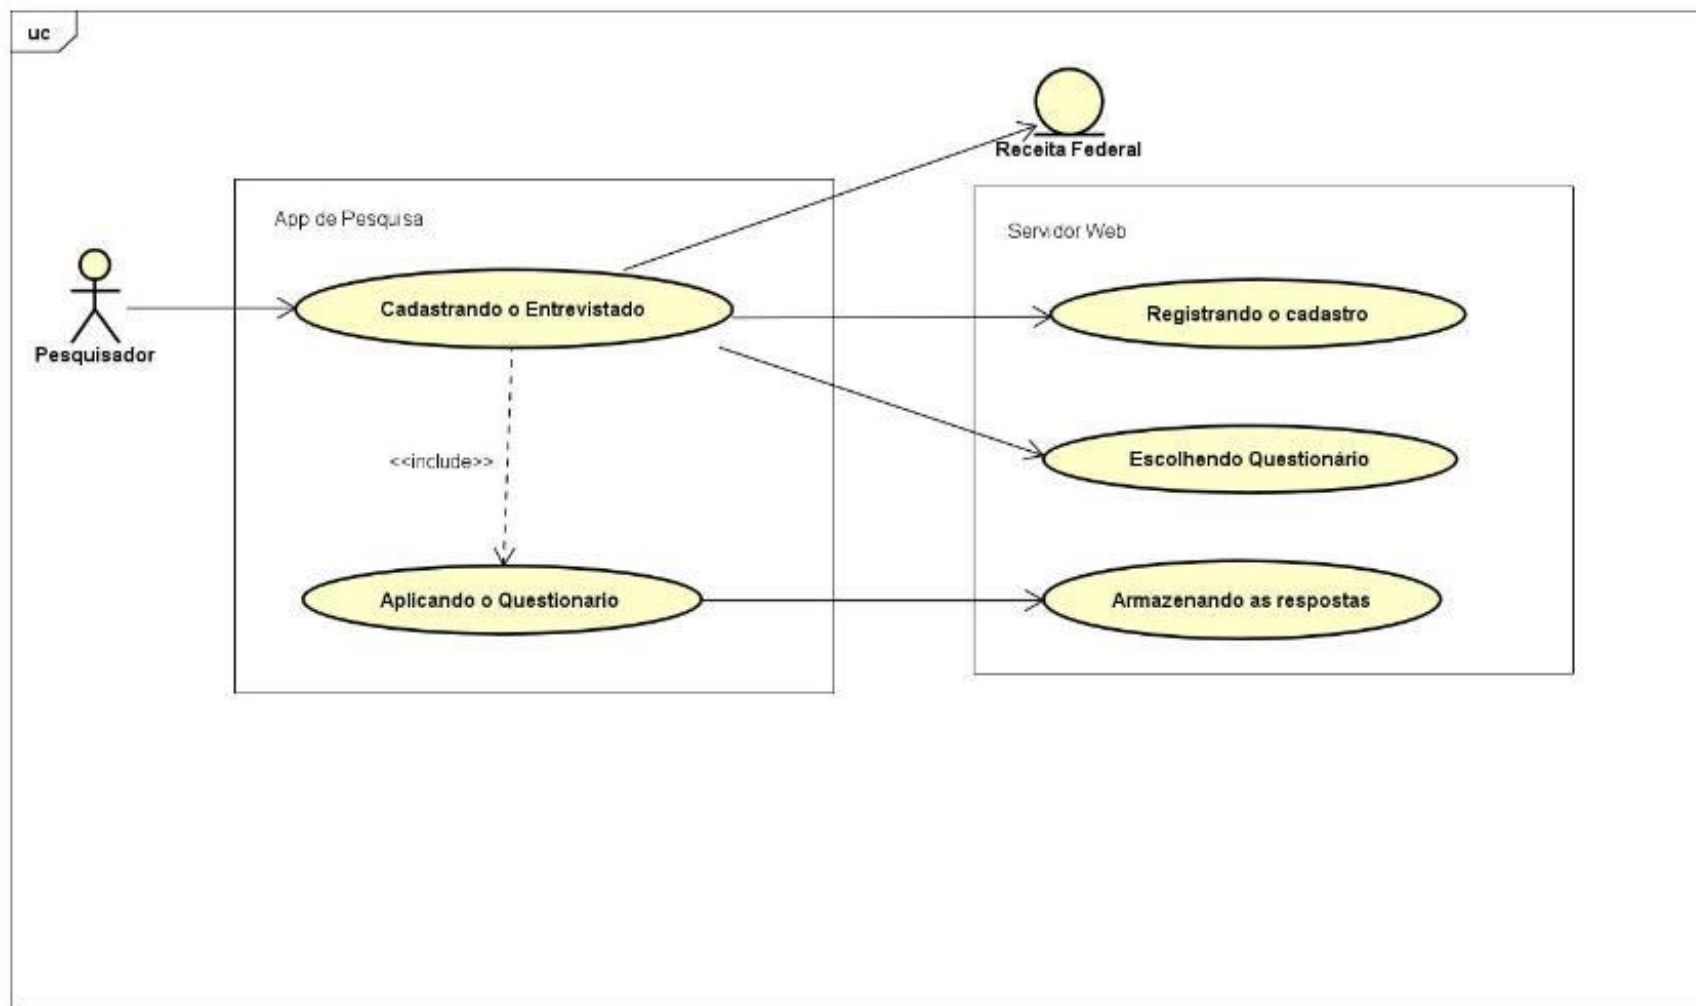 uc
Receita Federal
App de Pesquisa
Servidor Web
Cadastrando o Entrevistado
Registrando o cadastro
Pesquisador
Escolhendo Questionário
<<include>>
Aplicando o Questionario
Armazenando as respostas